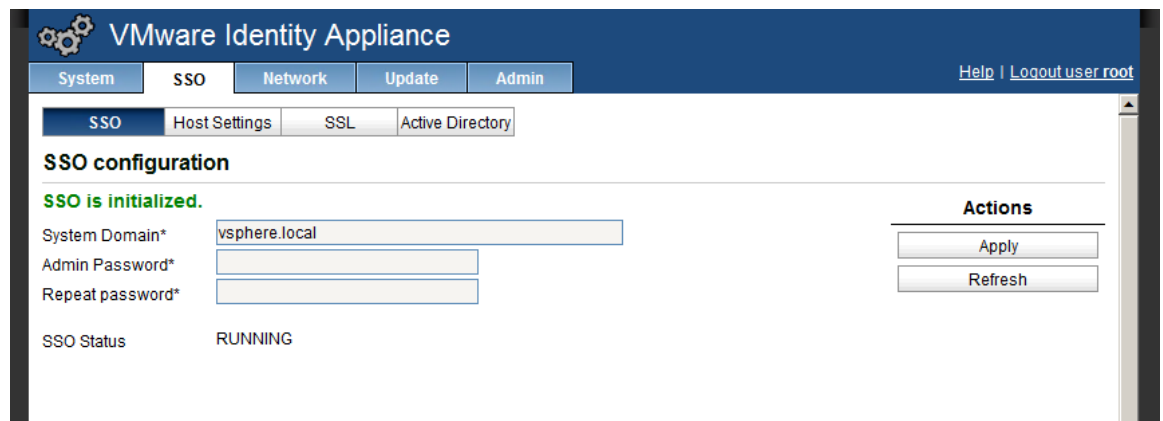 VMware Identity Appliance
System SSO Network Update Admin Help | Logout user root
SSO Host Settings SSL Active Directory
SSO configuration
SSO is initialized.
Actions
System Domain* vsphere.local
Apply
Admin Password*
Refresh
Repeat password*
SSO Status RUNNING